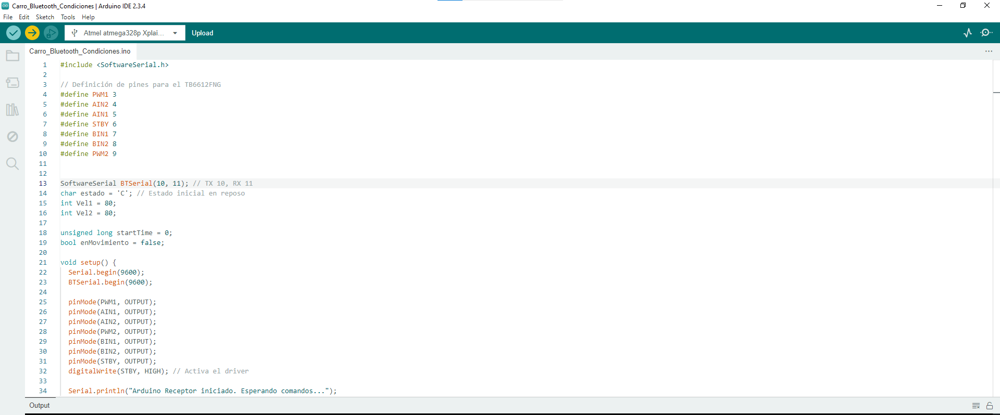 Carro_Bluetooth_Condiciones | Arduino IDE 2.3.4
File Edit Sketch Tools Help
Atmel atmega328p Xplai... Upload
Carro_Bluetooth_Condiciones.ino
1 #include <SoftwareSerial.h>
2
3 // Definición de pines para el TB6612FNG
4 #define PWM1 3
5 #define AIN2 4
6 #define AIN1 5
7 #define STBY 6
8 #define BIN1 7
9 #define BIN2 8
10 #define PWM2 9
11
12
13 SoftwareSerial BTSerial(10, 11); // TX 10, RX 11
14 char estado = 'C'; // Estado inicial en reposo
15 int Vel1 = 80;
16 int Vel2 = 80;
17
18 unsigned long startTime = 0;
19 bool enMovimiento = false;
20
21 void setup() {
22 Serial.begin(9600);
23 BTSerial.begin(9600);
24
25 pinMode(PWM1, OUTPUT);
26 pinMode(AIN1, OUTPUT);
27 pinMode(AIN2, OUTPUT);
28 pinMode(PWM2, OUTPUT);
29 pinMode(BIN1, OUTPUT);
30 pinMode(BIN2, OUTPUT);
31 pinMode(STBY, OUTPUT);
32 digitalWrite(STBY, HIGH); // Activa el driver
33
34 Serial.println("Arduino Receptor iniciado. Esperando comandos...");
Output